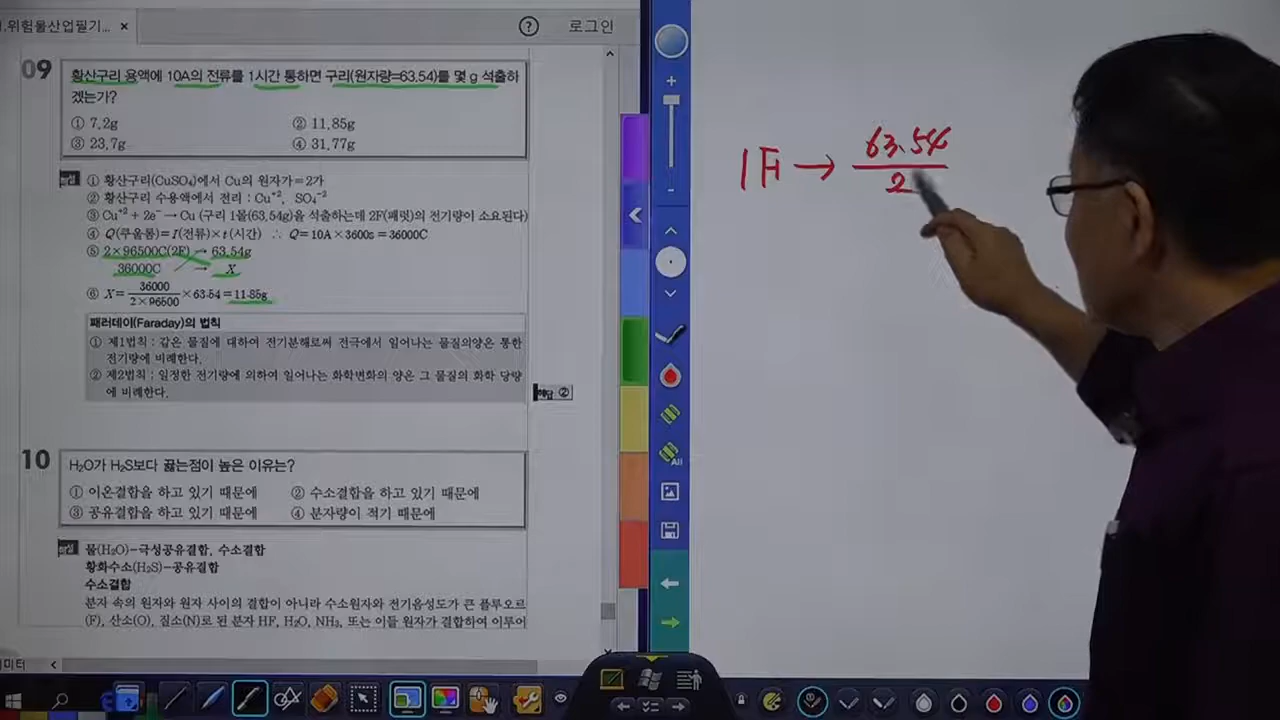 .위험물산업필기... ×
? 로그인
09
황산구리 용액에 10A의 전류를 1시간 통하면 구리(원자량=63.54)를 몇 g 석출하
겠는가?
① 7.2g ② 11.85g
③ 23.7g ④ 31.77g
① 황산구리(CuSO₄)에서 Cu의 원자가=2가
② 황산구리 수용액에서 전리 : Cu⁺², SO₄⁻²
③ Cu⁺²+2e⁻ → Cu (구리 1몰(63.54g)을 석출하는데 2F(패럿)의 전기량이 소요된다)
④ Q(쿠울롬)=I(전류)×t(시간) ∴ Q=10A×3600s=36000C
⑤ 2×96500C(2F) → 63.54g
36000C → X
⑥ X= 36000 / 2×96500 ×63.54=11.85g
패러데이(Faraday)의 법칙
① 제1법칙 : 같은 물질에 대하여 전기분해로써 전극에서 일어나는 물질의양은 통한
전기량에 비례한다.
② 제2법칙 : 일정한 전기량에 의하여 일어나는 화학변화의 양은 그 물질의 화학 당량
에 비례한다.
②
10
H₂O가 H₂S보다 끓는점이 높은 이유는?
① 이온결합을 하고 있기 때문에 ② 수소결합을 하고 있기 때문에
③ 공유결합을 하고 있기 때문에 ④ 분자량이 적기 때문에
물(H₂O)-극성공유결합, 수소결합
황화수소(H₂S)-공유결합
수소결합
분자 속의 원자와 원자 사이의 결합이 아니라 수소원자와 전기음성도가 큰 플루오르
(F), 산소(O), 질소(N)로 된 분자 HF, H₂O, NH₃, 또는 이들 원자가 결합하여 이루어
미터
All
1F → 63.54 / 2